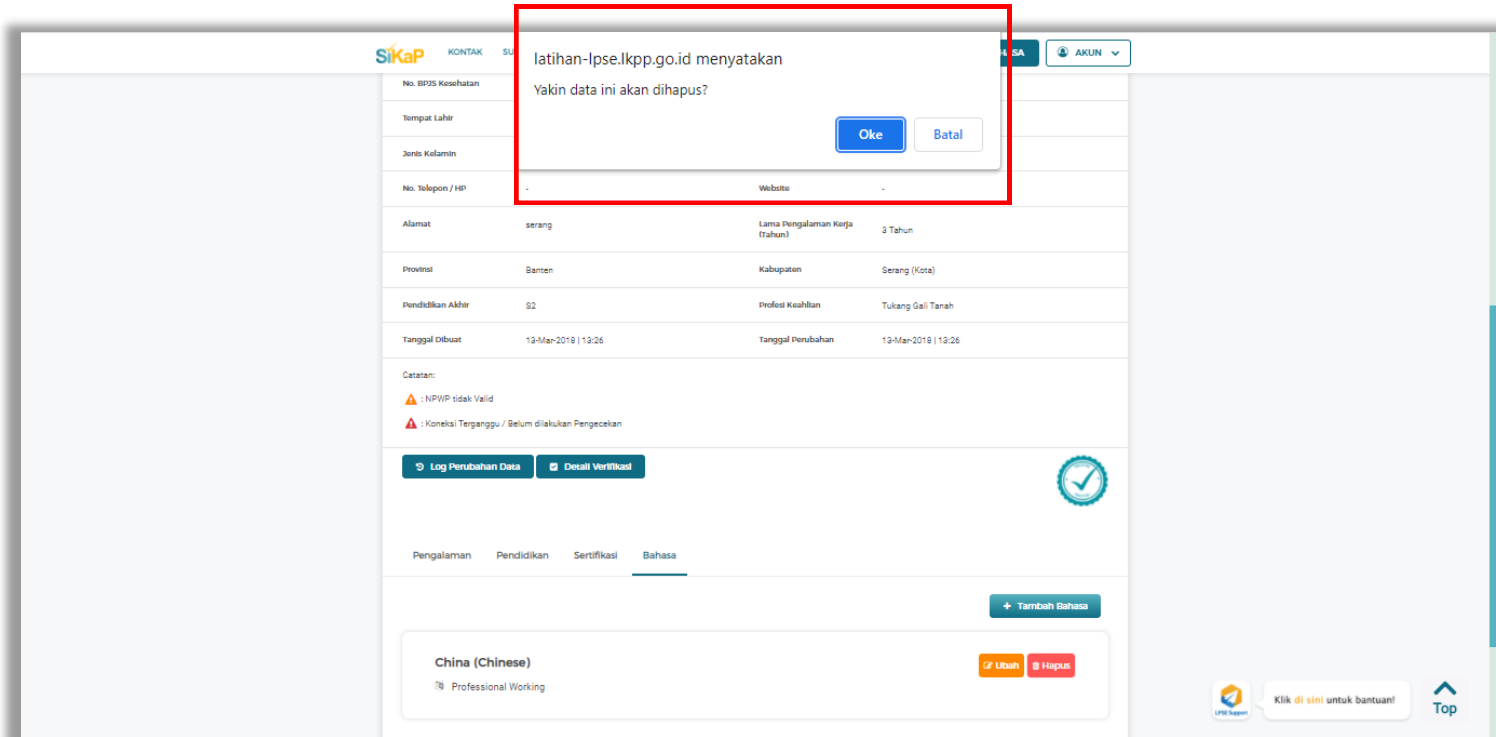 SiKaP KONTAK SU HASA AKUN
latihan-lpse.lkpp.go.id menyatakan
Yakin data ini akan dihapus?
Oke Batal
No. BPJS Kesehatan
Tempat Lahir
Jenis Kelamin
No. Telepon / HP - Website -
Alamat serang Lama Pengalaman Kerja (Tahun) 3 Tahun
Provinsi Banten Kabupaten Serang (Kota)
Pendidikan Akhir S2 Profesi Keahlian Tukang Gali Tanah
Tanggal Dibuat 13-Mar-2018 | 13:26 Tanggal Perubahan 13-Mar-2018 | 13:26
Catatan:
: NPWP tidak Valid
: Koneksi Terganggu / Belum dilakukan Pengecekan
Log Perubahan Data Detail Verifikasi
Pengalaman Pendidikan Sertifikasi Bahasa
+ Tambah Bahasa
China (Chinese) Ubah Hapus
Professional Working
LPSE Support Klik di sini untuk bantuan! Top